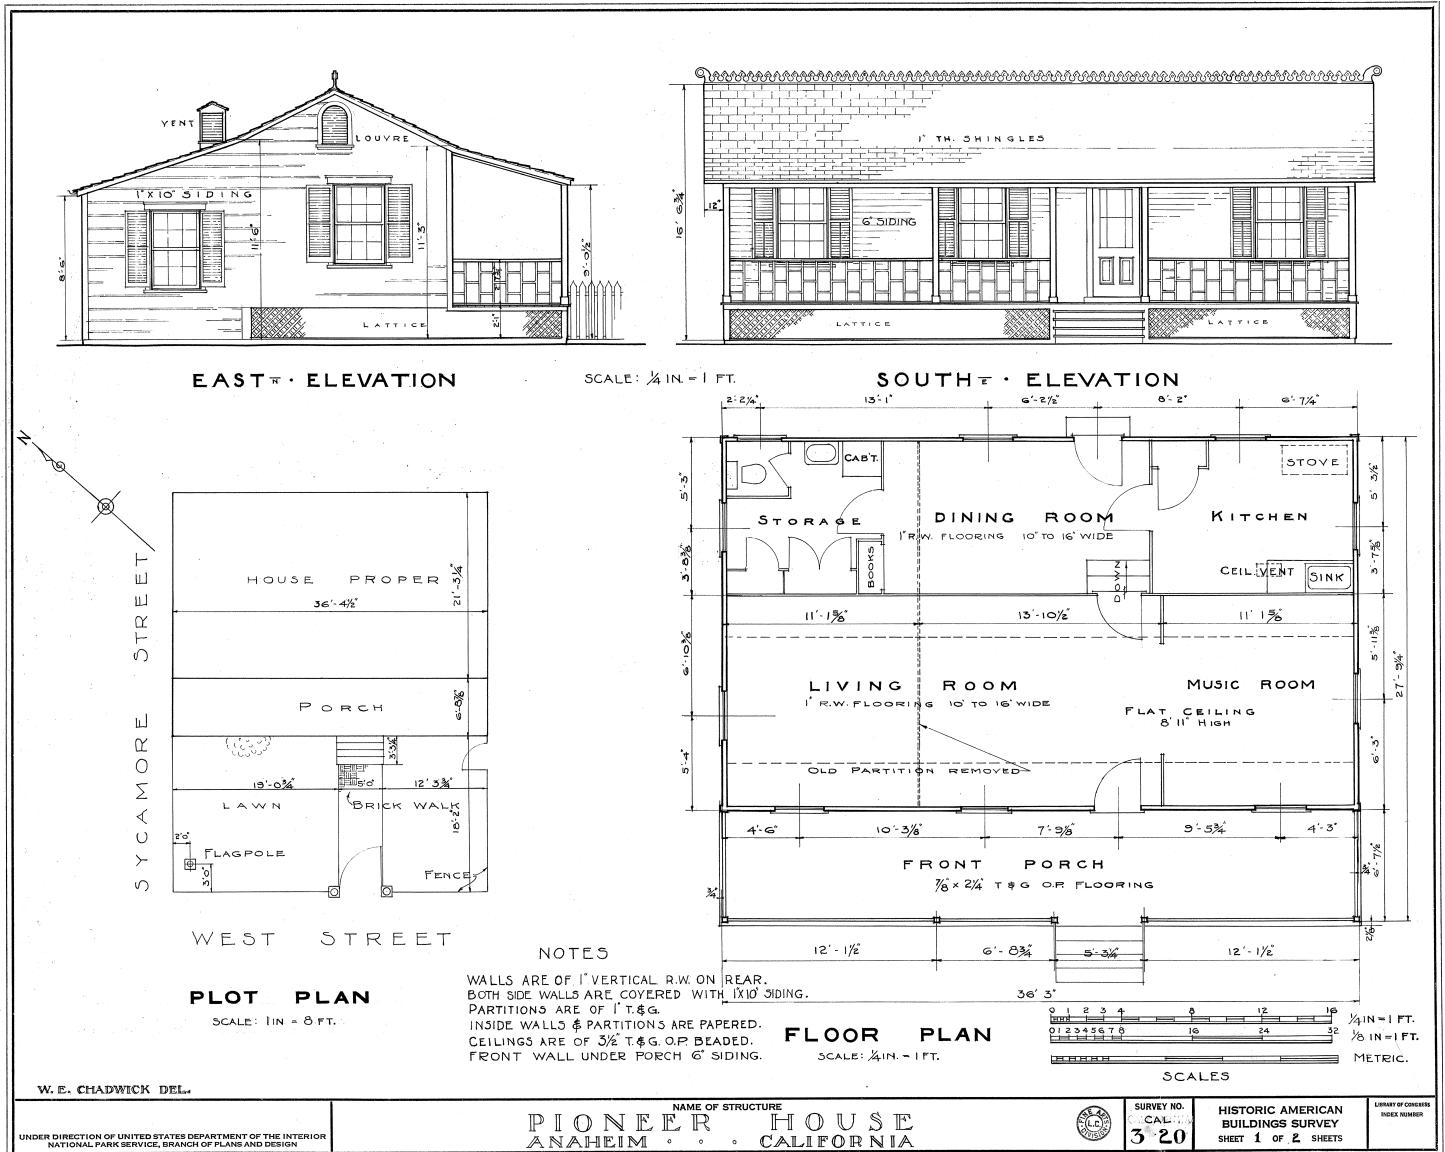 VENT
LOUVRE
1" X 10" SIDING
8'-6"
11'-6"
11'-3"
9'-0½"
2'-1"
LATTICE
EAST N · ELEVATION
SCALE: ¼ IN. = 1 FT.
1" TH. SHINGLES
16' 6¾"
12"
6" SIDING
LATTICE
LATTICE
SOUTH E · ELEVATION
N
SYCAMORE STREET
HOUSE PROPER
36'-4½"
21'-3¼"
PORCH
6'-8⅞"
3'-3½"
19'-0¾"
5'0"
12' 3¾"
LAWN
BRICK WALK
18'-2"
2'0"
FLAGPOLE
3'0"
FENCE
WEST STREET
PLOT PLAN
SCALE: 1 IN = 8 FT.
2'-2¼"
13'-1"
6'-2½"
8'-2"
6'-7¼"
5'-3"
3'-8⅜"
6'-10⅜"
5'-4"
CAB'T.
STOVE
STORAGE
DINING ROOM
KITCHEN
1" R.W. FLOORING 10" TO 16" WIDE
BOOKS
DOWN
CEIL. VENT
SINK
5' 3½"
3'-7⅝"
5'-11⅜"
6'-3"
27'-9¼"
11'-1⅝"
13'-10½"
11' 1⅝"
LIVING ROOM
1" R.W. FLOORING 10" TO 16" WIDE
MUSIC ROOM
FLAT CEILING
8' 11" HIGH
OLD PARTITION REMOVED
4'-6"
10'-3⅛"
7'-9⅛"
9'-5¾"
4'-3"
FRONT PORCH
⅞ x 2¼" T & G O.P. FLOORING
6'-7½"
12'-1½"
6'-8¾"
5'-3¼"
12'-1½"
36' 3"
NOTES
WALLS ARE OF 1" VERTICAL R.W. ON REAR.
BOTH SIDE WALLS ARE COVERED WITH 1"X10" SIDING.
PARTITIONS ARE OF 1" T.&G.
INSIDE WALLS & PARTITIONS ARE PAPERED.
CEILINGS ARE OF 3½" T.&G. O.P. BEADED.
FRONT WALL UNDER PORCH 6" SIDING.
FLOOR PLAN
SCALE: ¼ IN. = 1 FT.
0 1 2 3 4 8 12 16
¼ IN = 1 FT.
0 1 2 3 4 5 6 7 8 16 24 32
⅛ IN = 1 FT.
METRIC.
SCALES
W. E. CHADWICK DEL.
UNDER DIRECTION OF UNITED STATES DEPARTMENT OF THE INTERIOR
NATIONAL PARK SERVICE, BRANCH OF PLANS AND DESIGN
NAME OF STRUCTURE
PIONEER HOUSE
ANAHEIM · · · CALIFORNIA
FINE ARTS
L.C.
DIVISION
SURVEY NO.
CAL
3 20
HISTORIC AMERICAN
BUILDINGS SURVEY
SHEET 1 OF 2 SHEETS
LIBRARY OF CONGRESS
INDEX NUMBER